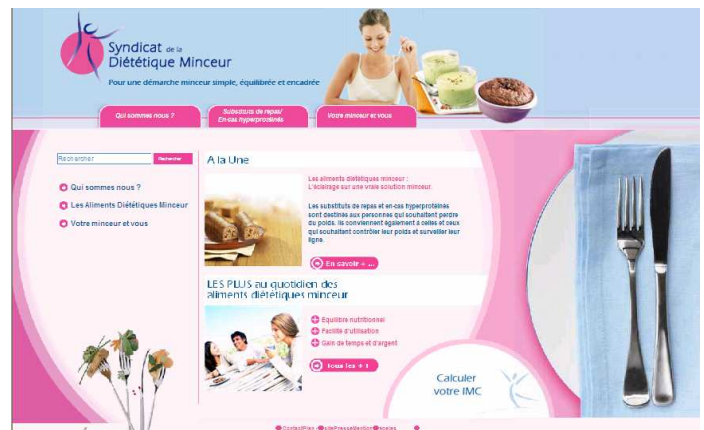 Syndicat de la
Diététique Minceur
Pour une démarche minceur simple, équilibrée et encadrée
Qui sommes nous ?
Substituts de repas/
En-cas hyperprotéinés
Votre minceur et vous
Rechercher
Rechercher
Qui sommes nous ?
Les Aliments Diététiques Minceur
Votre minceur et vous
A la Une
Les aliments diététiques minceur :
L'éclairage sur une vraie solution minceur
Les substituts de repas et en-cas hyperprotéinés
sont destinés aux personnes qui souhaitent perdre
du poids. Ils conviennent également à celles et ceux
qui souhaitent contrôler leur poids et surveiller leur
ligne.
En savoir + ...
LES PLUS au quotidien des
aliments diététiques minceur
Equilibre nutritionnel
Facilité d'utilisation
Gain de temps et d'argent
Tous les + !
Calculer
votre IMC
Contact Plan